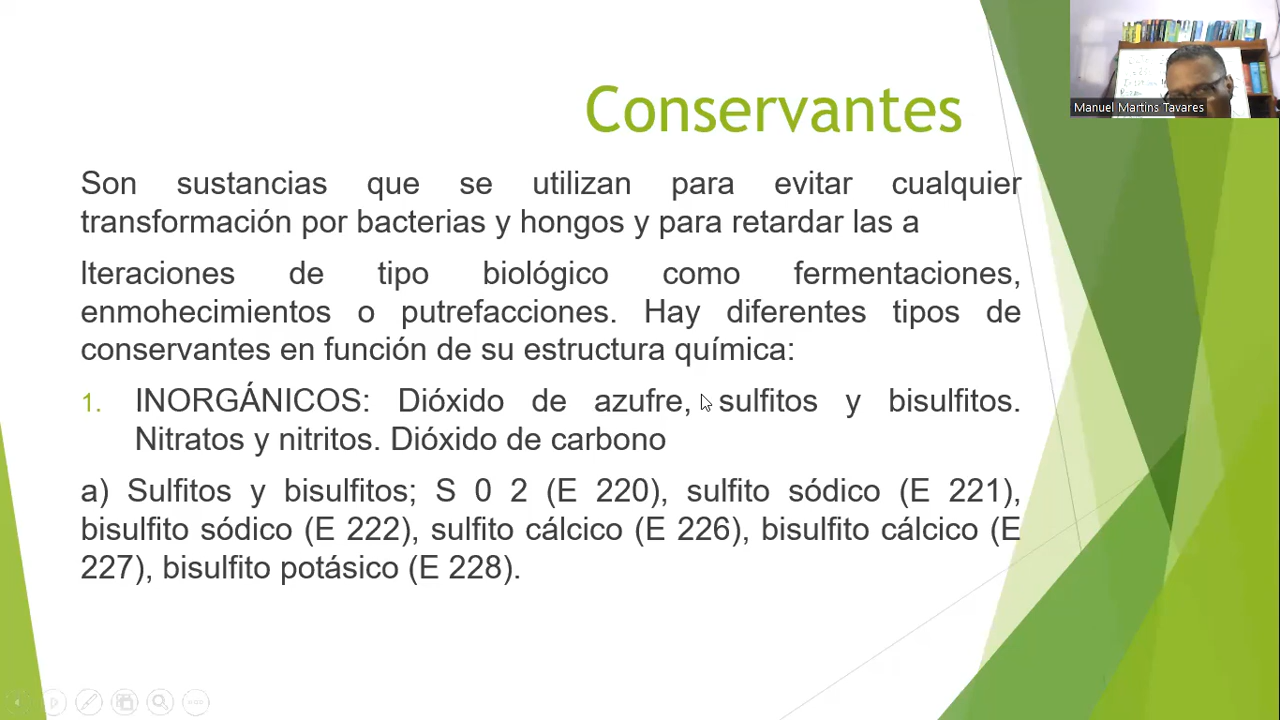 Conservantes
Manuel Martins Tavares
Son sustancias que se utilizan para evitar cualquier
transformación por bacterias y hongos y para retardar las a
lteraciones de tipo biológico como fermentaciones,
enmohecimientos o putrefacciones. Hay diferentes tipos de
conservantes en función de su estructura química:
1. INORGÁNICOS: Dióxido de azufre, sulfitos y bisulfitos.
Nitratos y nitritos. Dióxido de carbono
a) Sulfitos y bisulfitos; S 0 2 (E 220), sulfito sódico (E 221),
bisulfito sódico (E 222), sulfito cálcico (E 226), bisulfito cálcico (E
227), bisulfito potásico (E 228).